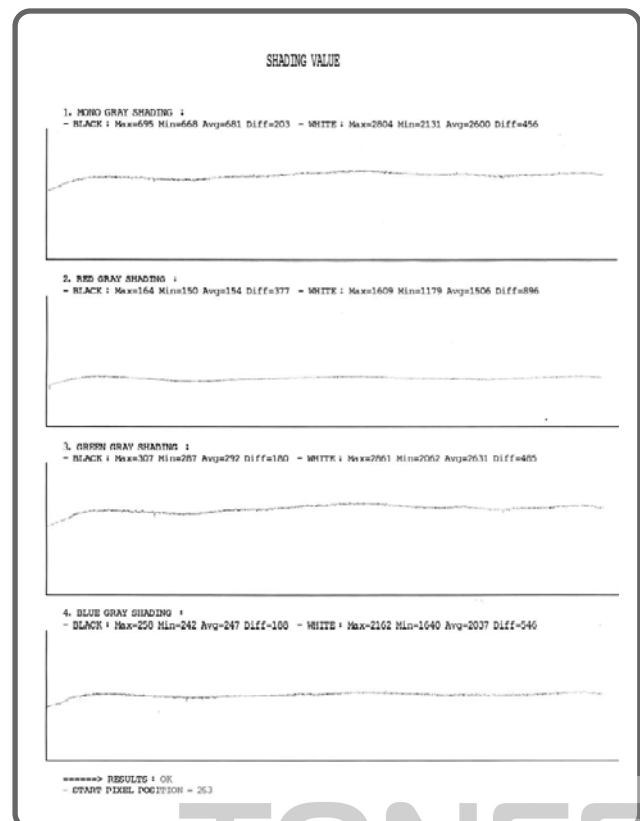 SHADING VALUE
1. MONO GRAY SHADING :
- BLACK : Max=695 Min=668 Avg=681 Diff=203 - WHITE : Max=2804 Min=2131 Avg=2600 Diff=456
2. RED GRAY SHADING :
- BLACK : Max=164 Min=150 Avg=154 Diff=377 - WHITE : Max=1609 Min=1179 Avg=1506 Diff=896
3. GREEN GRAY SHADING :
- BLACK : Max=307 Min=287 Avg=292 Diff=180 - WHITE : Max=2861 Min=2062 Avg=2631 Diff=485
4. BLUE GRAY SHADING :
- BLACK : Max=258 Min=242 Avg=247 Diff=188 - WHITE : Max=2162 Min=1640 Avg=2037 Diff=546
======> RESULTS : OK
- START PIXEL POSITION = 263